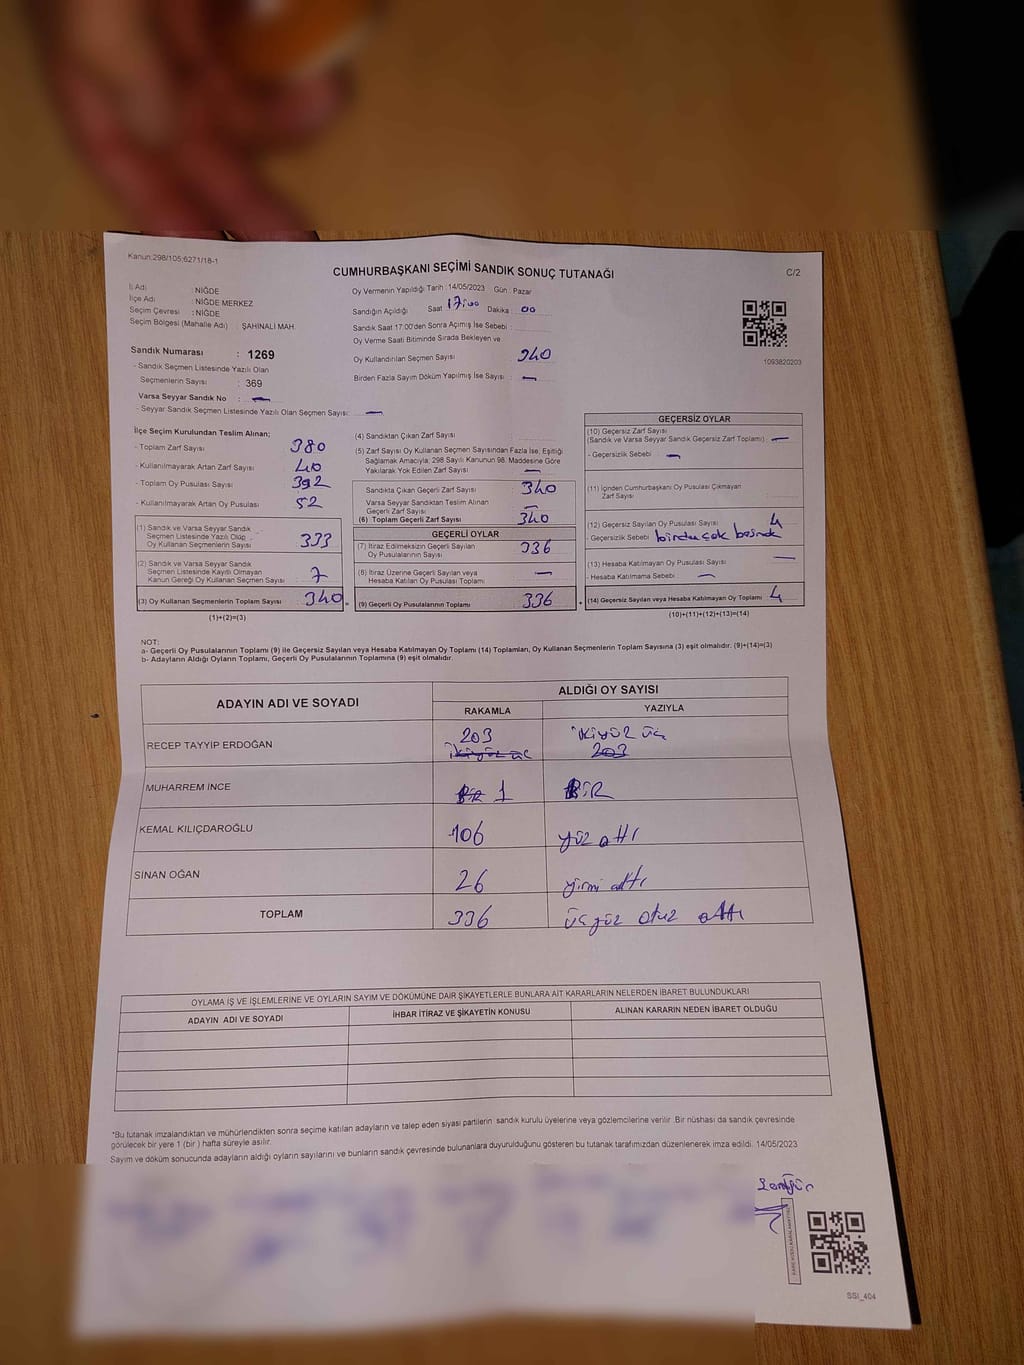 Kanun:298/105;6271/18-1
CUMHURBAŞKANI SEÇİMİ SANDIK SONUÇ TUTANAĞI
C/2
İl Adı : NİĞDE
İlçe Adı : NİĞDE MERKEZ
Seçim Çevresi : NİĞDE
Seçim Bölgesi (Mahalle Adı) : ŞAHİNALİ MAH.
Sandık Numarası : 1269
- Sandık Seçmen Listesinde Yazılı Olan
Seçmenlerin Sayısı : 369
Varsa Seyyar Sandık No : —
- Seyyar Sandık Seçmen Listesinde Yazılı Olan Seçmen Sayısı: —
Oy Vermenin Yapıldığı Tarih : 14/05/2023 Gün : Pazar
Sandığın Açıldığı Saat 17:00 Dakika : 00
Sandık Saat 17:00'den Sonra Açımış İse Sebebi :
Oy Verme Saati Bitiminde Sırada Bekleyen ve
Oy Kullandırılan Seçmen Sayısı 340
Birden Fazla Sayım Döküm Yapılmış İse Sayısı : —
1093820203
İlçe Seçim Kurulundan Teslim Alınan;
- Toplam Zarf Sayısı 380
- Kullanılmayarak Artan Zarf Sayısı 40
- Toplam Oy Pusulası Sayısı 392
- Kullanılmayarak Artan Oy Pusulası 52
(1) Sandık ve Varsa Seyyar Sandık
Seçmen Listesinde Yazılı Olup
Oy Kullanan Seçmenlerin Sayısı 333
(2) Sandık ve Varsa Seyyar Sandık
Seçmen Listesinde Kayıtlı Olmayan
Kanun Gereği Oy Kullanan Seçmen Sayısı : 7
(3) Oy Kullanan Seçmenlerin Toplam Sayısı 340 =
(1)+(2)=(3)
(4) Sandıktan Çıkan Zarf Sayısı :
(5) Zarf Sayısı Oy Kullanan Seçmen Sayısından Fazla İse, Eşitliği
Sağlamak Amacıyla; 298 Sayılı Kanunun 98. Maddesine Göre
Yakılarak Yok Edilen Zarf Sayısı —
Sandıkta Çıkan Geçerli Zarf Sayısı 340
Varsa Seyyar Sandıktan Teslim Alınan
Geçerli Zarf Sayısı —
(6) Toplam Geçerli Zarf Sayısı 340
GEÇERLİ OYLAR
(7) İtiraz Edilmeksizin Geçerli Sayılan
Oy Pusulalarının Sayısı 336
(8) İtiraz Üzerine Geçerli Sayılan veya
Hesaba Katılan Oy Pusulası Toplamı —
(9) Geçerli Oy Pusulalarının Toplamı 336 +
GEÇERSİZ OYLAR
(10) Geçersiz Zarf Sayısı
(Sandık ve Varsa Seyyar Sandık Geçersiz Zarf Toplamı) : —
- Geçersizlik Sebebi : —
(11) İçinden Cumhurbaşkanı Oy Pusulası Çıkmayan
Zarf Sayısı
(12) Geçersiz Sayılan Oy Pusulası Sayısı 4
- Geçersizlik Sebebi
(13) Hesaba Katılmayan Oy Pusulası Sayısı —
- Hesaba Katılmama Sebebi : —
(14) Geçersiz Sayılan veya Hesaba Katılmayan Oy Toplamı 4
(10)+(11)+(12)+(13)=(14)
NOT:
a- Geçerli Oy Pusulalarının Toplamı (9) ile Geçersiz Sayılan veya Hesaba Katılmayan Oy Toplamı (14) Toplamları, Oy Kullanan Seçmenlerin Toplam Sayısına (3) eşit olmalıdır. (9)+(14)=(3)
b- Adayların Aldığı Oyların Toplamı, Geçerli Oy Pusulalarının Toplamına (9) eşit olmalıdır.
ADAYIN ADI VE SOYADI
ALDIĞI OY SAYISI
RAKAMLA YAZIYLA
RECEP TAYYIP ERDOĞAN 203 ikiyüz üç
ikiyüz üç 203
MUHARREM İNCE BİR 1 BİR
KEMAL KILIÇDAROĞLU 106 yüz altı
SİNAN OĞAN 26 yirmi altı
TOPLAM 336 üçyüz otuz altı
OYLAMA İŞ VE İŞLEMLERİNE VE OYLARIN SAYIM VE DÖKÜMÜNE DAİR ŞİKAYETLERLE BUNLARA AİT KARARLARIN NELERDEN İBARET BULUNDUKLARI
ADAYIN ADI VE SOYADI İHBAR İTİRAZ VE ŞİKAYETİN KONUSU ALINAN KARARIN NEDEN İBARET OLDUĞU
*Bu tutanak imzalandıktan ve mühürlendikten sonra seçime katılan adayların ve talep eden siyasi partilerin sandık kurulu üyelerine veya gözlemcilerine verilir. Bir nüshası da sandık çevresinde
görülecek bir yere 1 (bir ) hafta süreyle asılır.
Sayım ve döküm sonucunda adayların aldığı oyların sayılarını ve bunların sandık çevresinde bulunanlara duyurulduğunu gösteren bu tutanak tarafımızdan düzenlenerek imza edildi. 14/05/2023
SSI_404